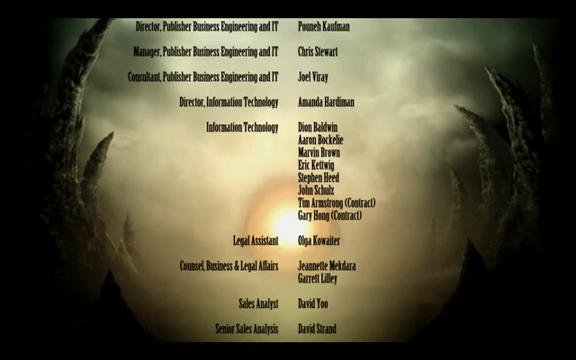 Director, Publisher Business Engineering and IT Pouneh Kaufman
Manager, Publisher Business Engineering and IT Chris Stewart
Consultant, Publisher Business Engineering and IT Joel Viray
Director, Information Technology Amanda Hardiman
Information Technology Dion Baldwin
Aaron Bockelie
Marvin Brown
Eric Kettwig
Stephen Heed
John Schulz
Tim Armstrong (Contract)
Gary Hong (Contract)
Legal Assistant Olga Kowalter
Counsel, Business & Legal Affairs Jeannette Mekdara
Garrett Lilley
Sales Analyst David Yoo
Senior Sales Analysis David Strand